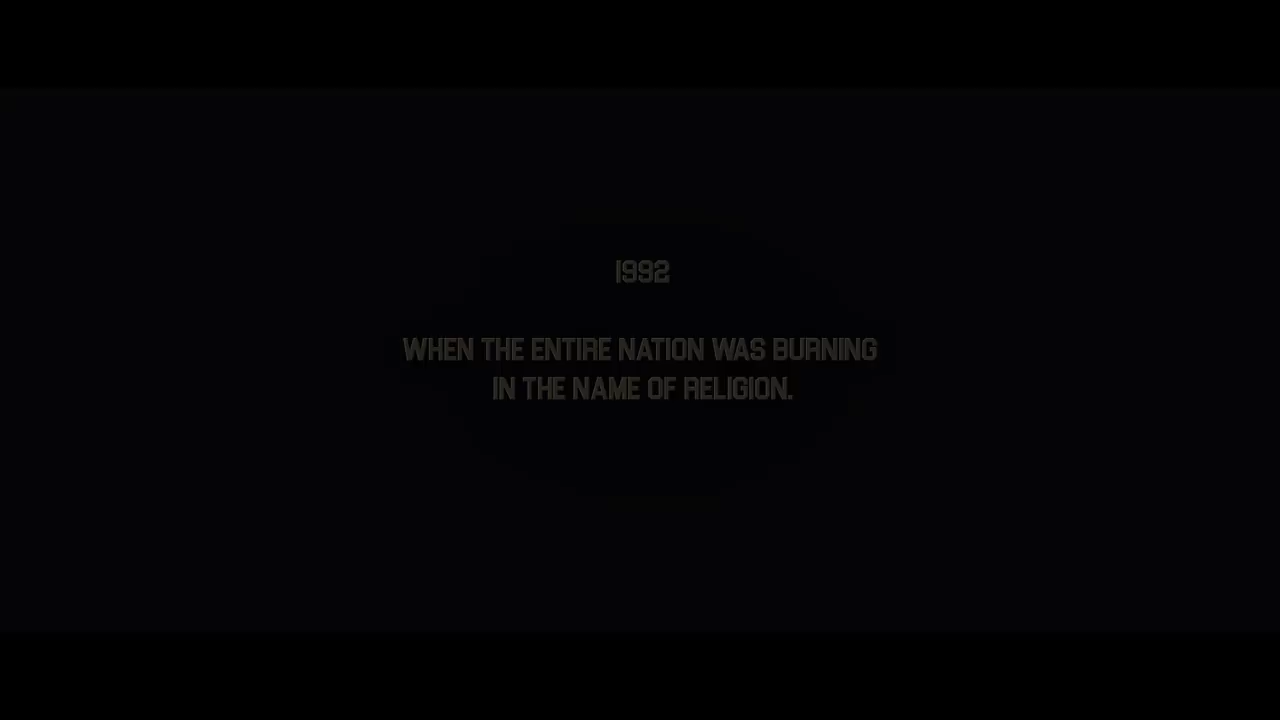 1992
WHEN THE ENTIRE NATION WAS BURNING
IN THE NAME OF RELIGION.